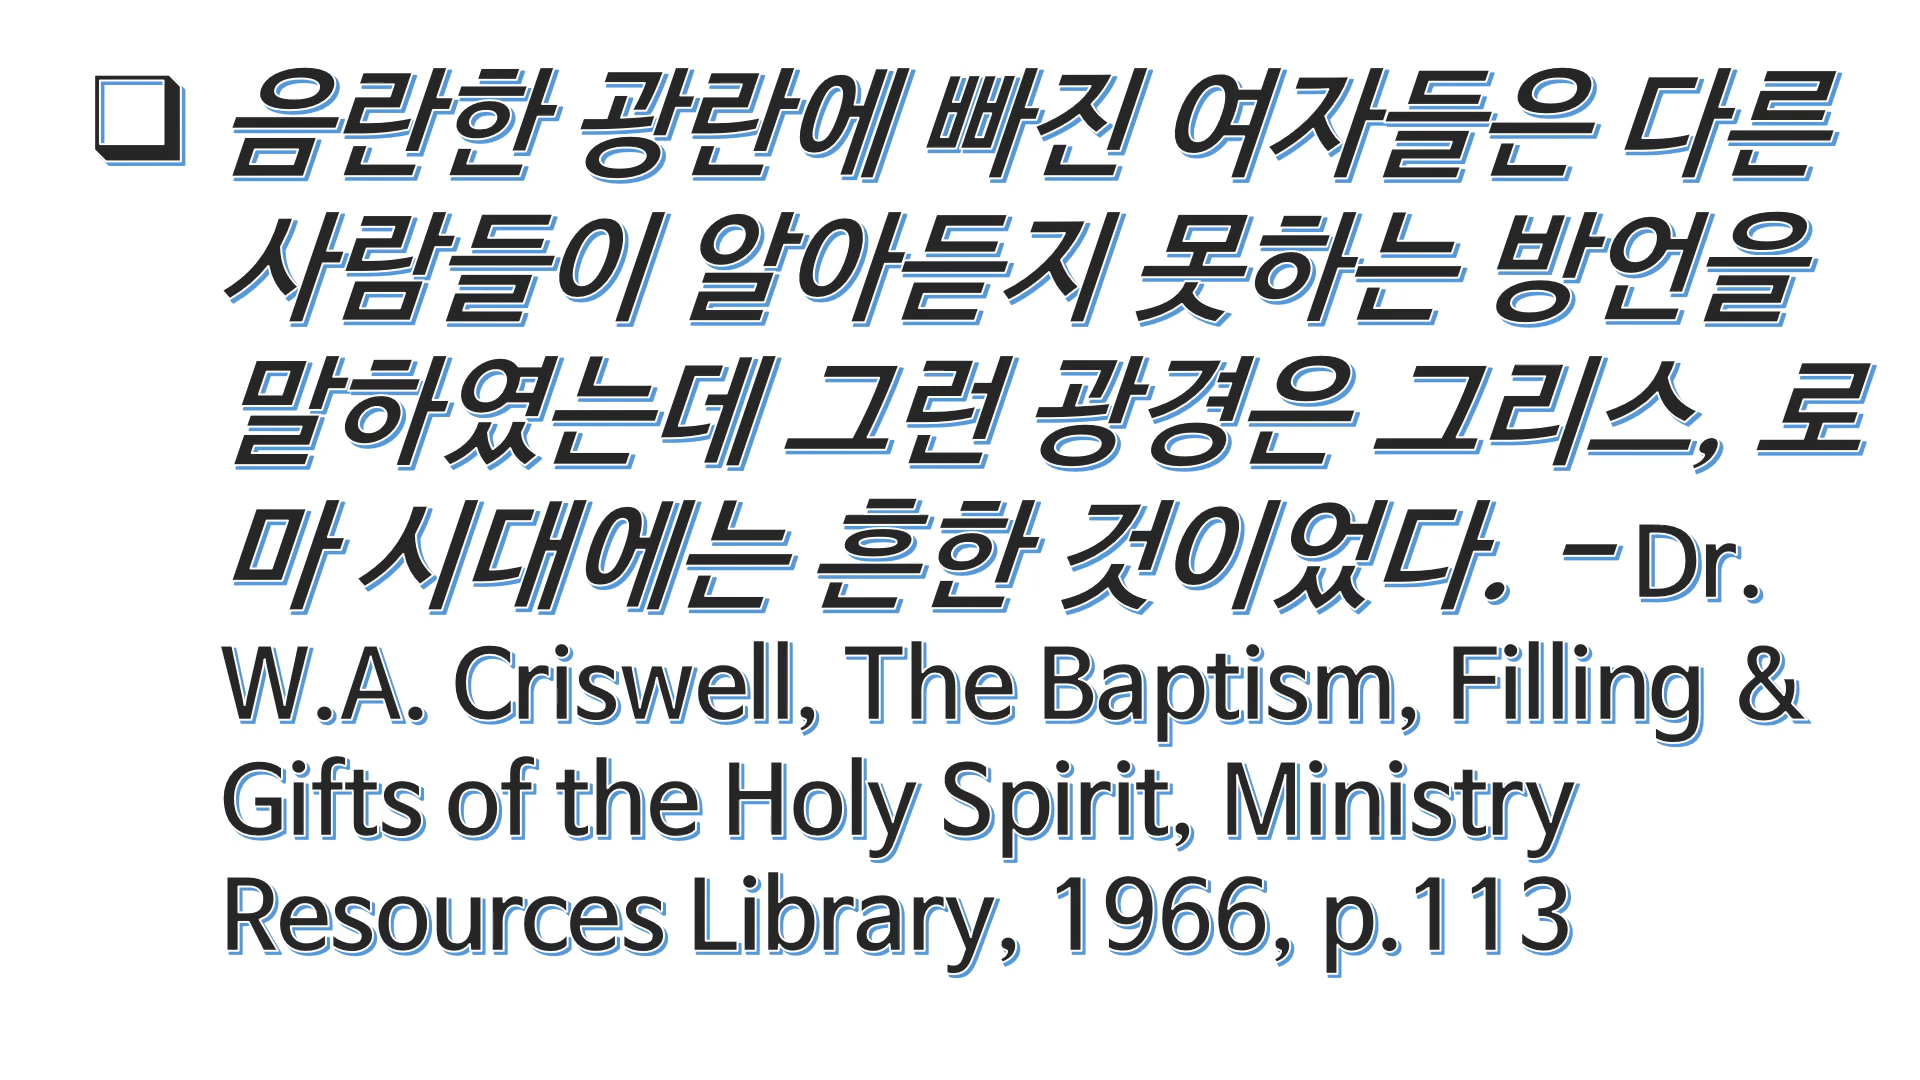 ❑ 음란한 광란에 빠진 여자들은 다른
사람들이 알아듣지 못하는 방언을
말하였는데 그런 광경은 그리스, 로
마 시대에는 흔한 것이었다. – Dr.
W.A. Criswell, The Baptism, Filling &
Gifts of the Holy Spirit, Ministry
Resources Library, 1966, p.113